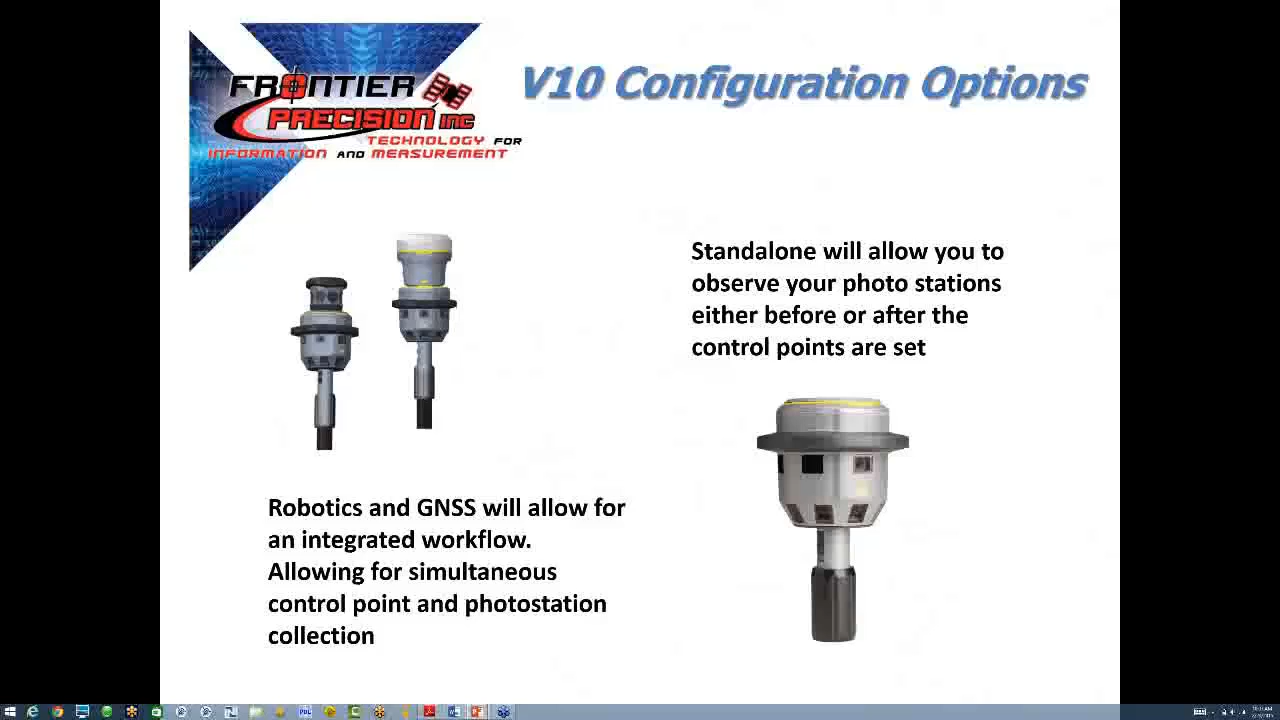 FRONTIER
PRECISION INC
TECHNOLOGY FOR
INFORMATION AND MEASUREMENT
V10 Configuration Options
Standalone will allow you to
observe your photo stations
either before or after the
control points are set
Robotics and GNSS will allow for
an integrated workflow.
Allowing for simultaneous
control point and photostation
collection